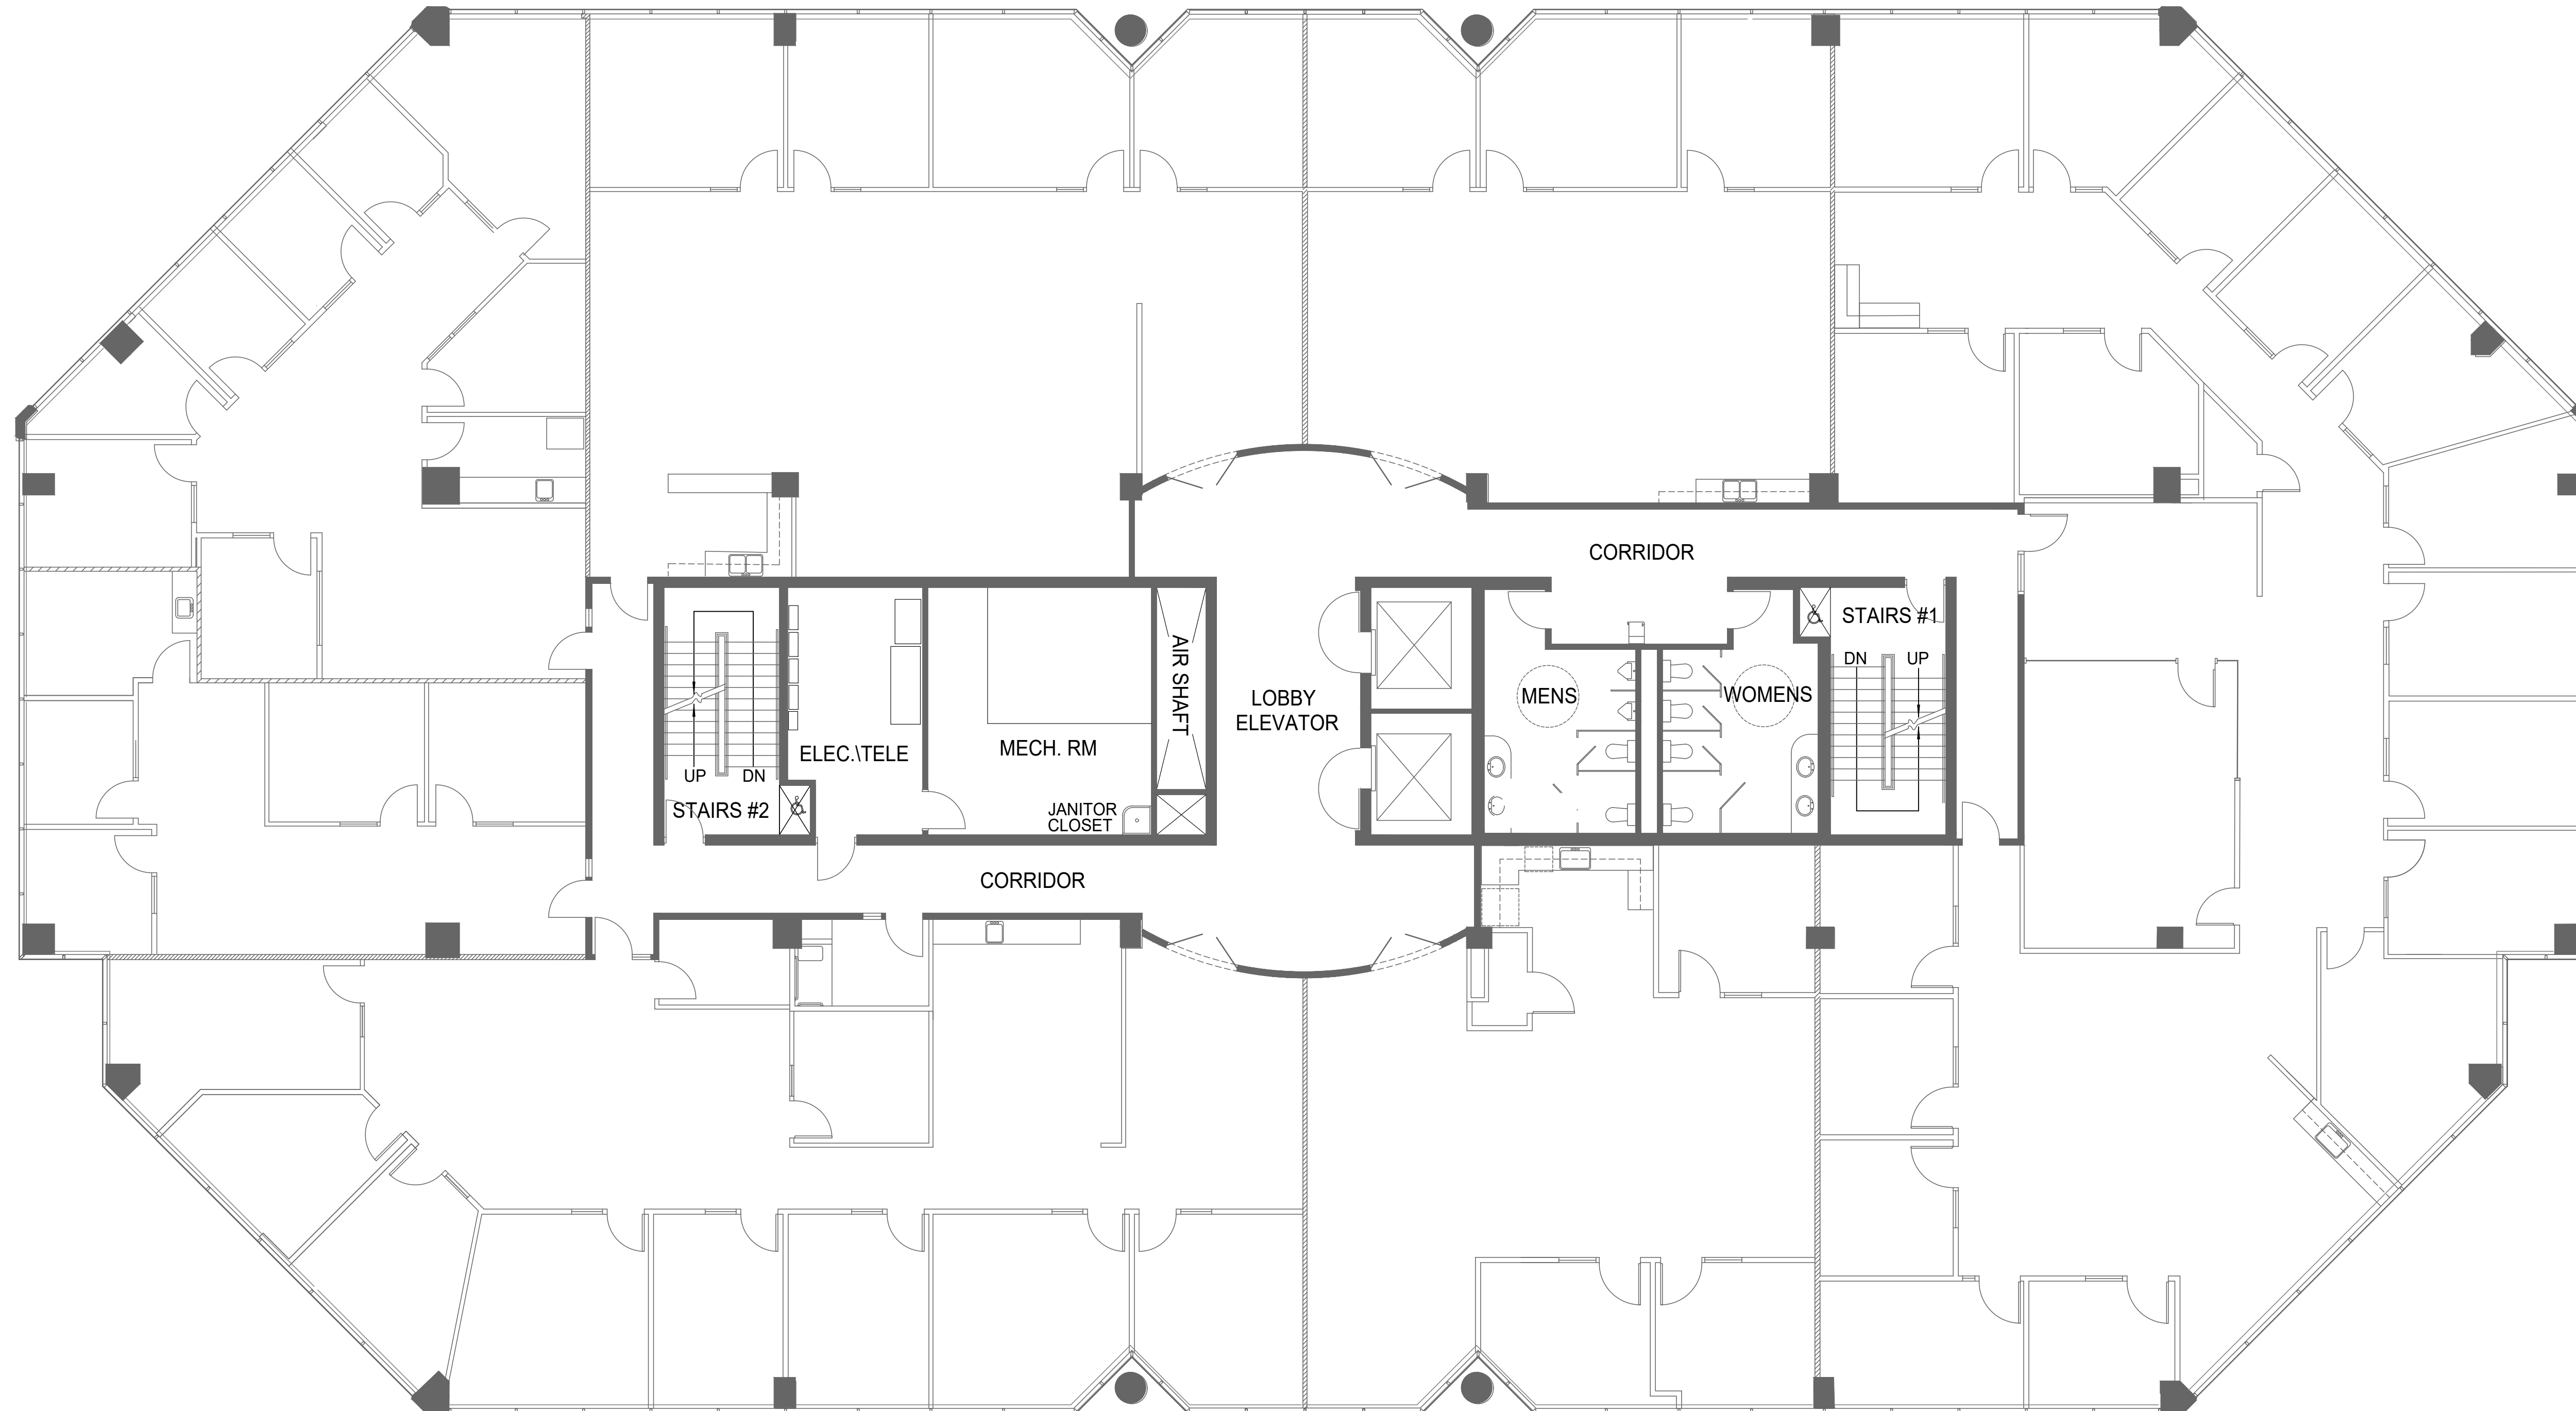 CORRIDOR
STAIRS #1
DN
UP
AIR SHAFT
LOBBY
ELEVATOR
MENS
WOMENS
ELEC.\TELE
MECH. RM
UP
DN
STAIRS #2
JANITOR
CLOSET
CORRIDOR